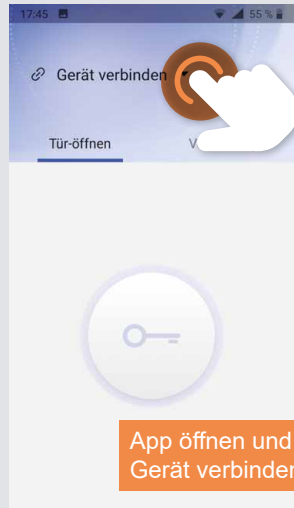 17:45 55 %
Gerät verbinden
Tür-öffnen V
App öffnen und
Gerät verbinden